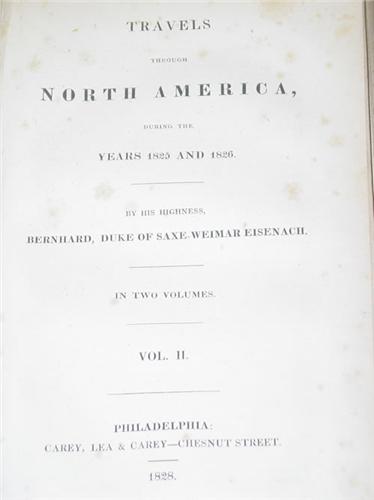 TRAVELS
THROUGH
NORTH AMERICA,
DURING THE
YEARS 1825 AND 1826.
BY HIS HIGHNESS,
BERNHARD, DUKE OF SAXE-WEIMAR EISENACH.
IN TWO VOLUMES.
VOL. II.
PHILADELPHIA:
CAREY, LEA & CAREY—CHESNUT STREET.
1828.